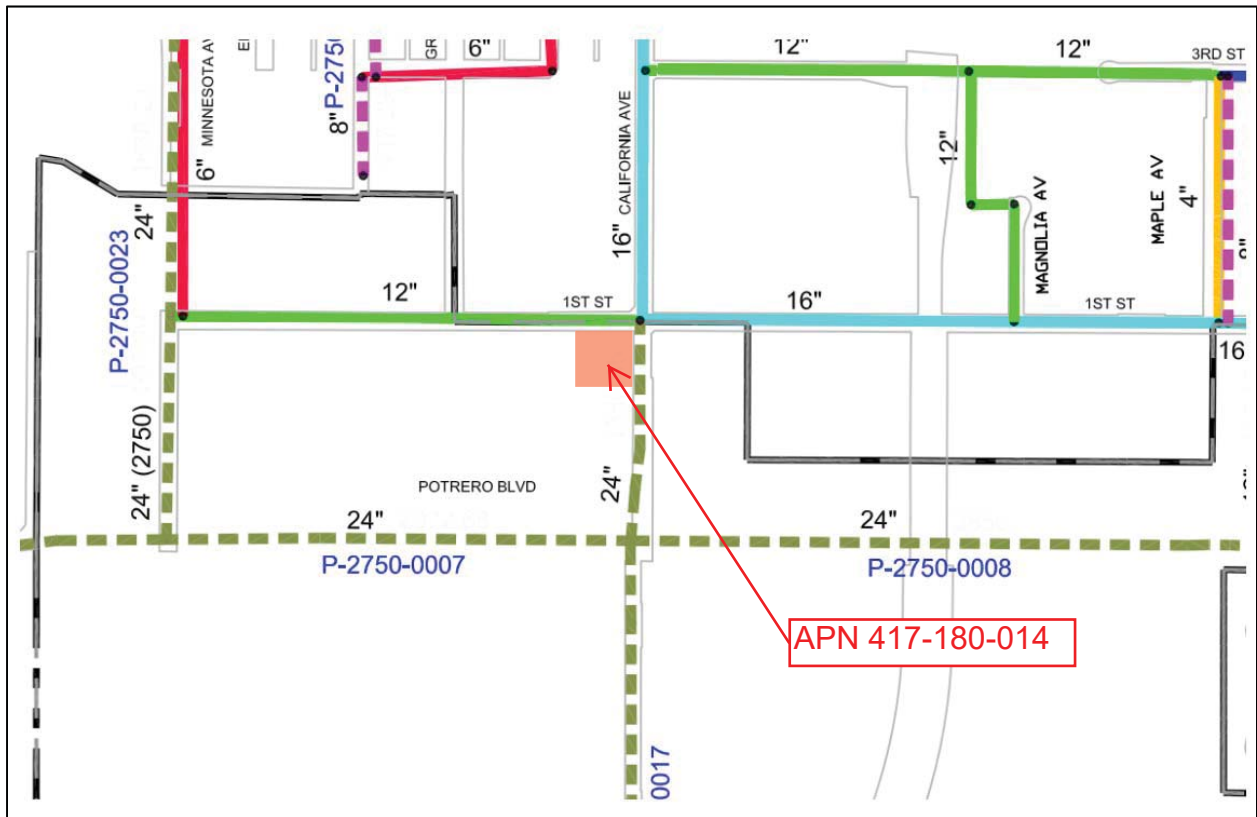 MINNESOTA AV
6"
P-2750
8"
GR
6"
CALIFORNIA AVE
16"
12"
12"
3RD ST
12"
MAGNOLIA AV
MAPLE AV
4"
8"
24"
P-2750-0023
12"
1ST ST
16"
1ST ST
16
24" (2750)
POTRERO BLVD
24"
24"
24"
P-2750-0007
P-2750-0008
APN 417-180-014
0017